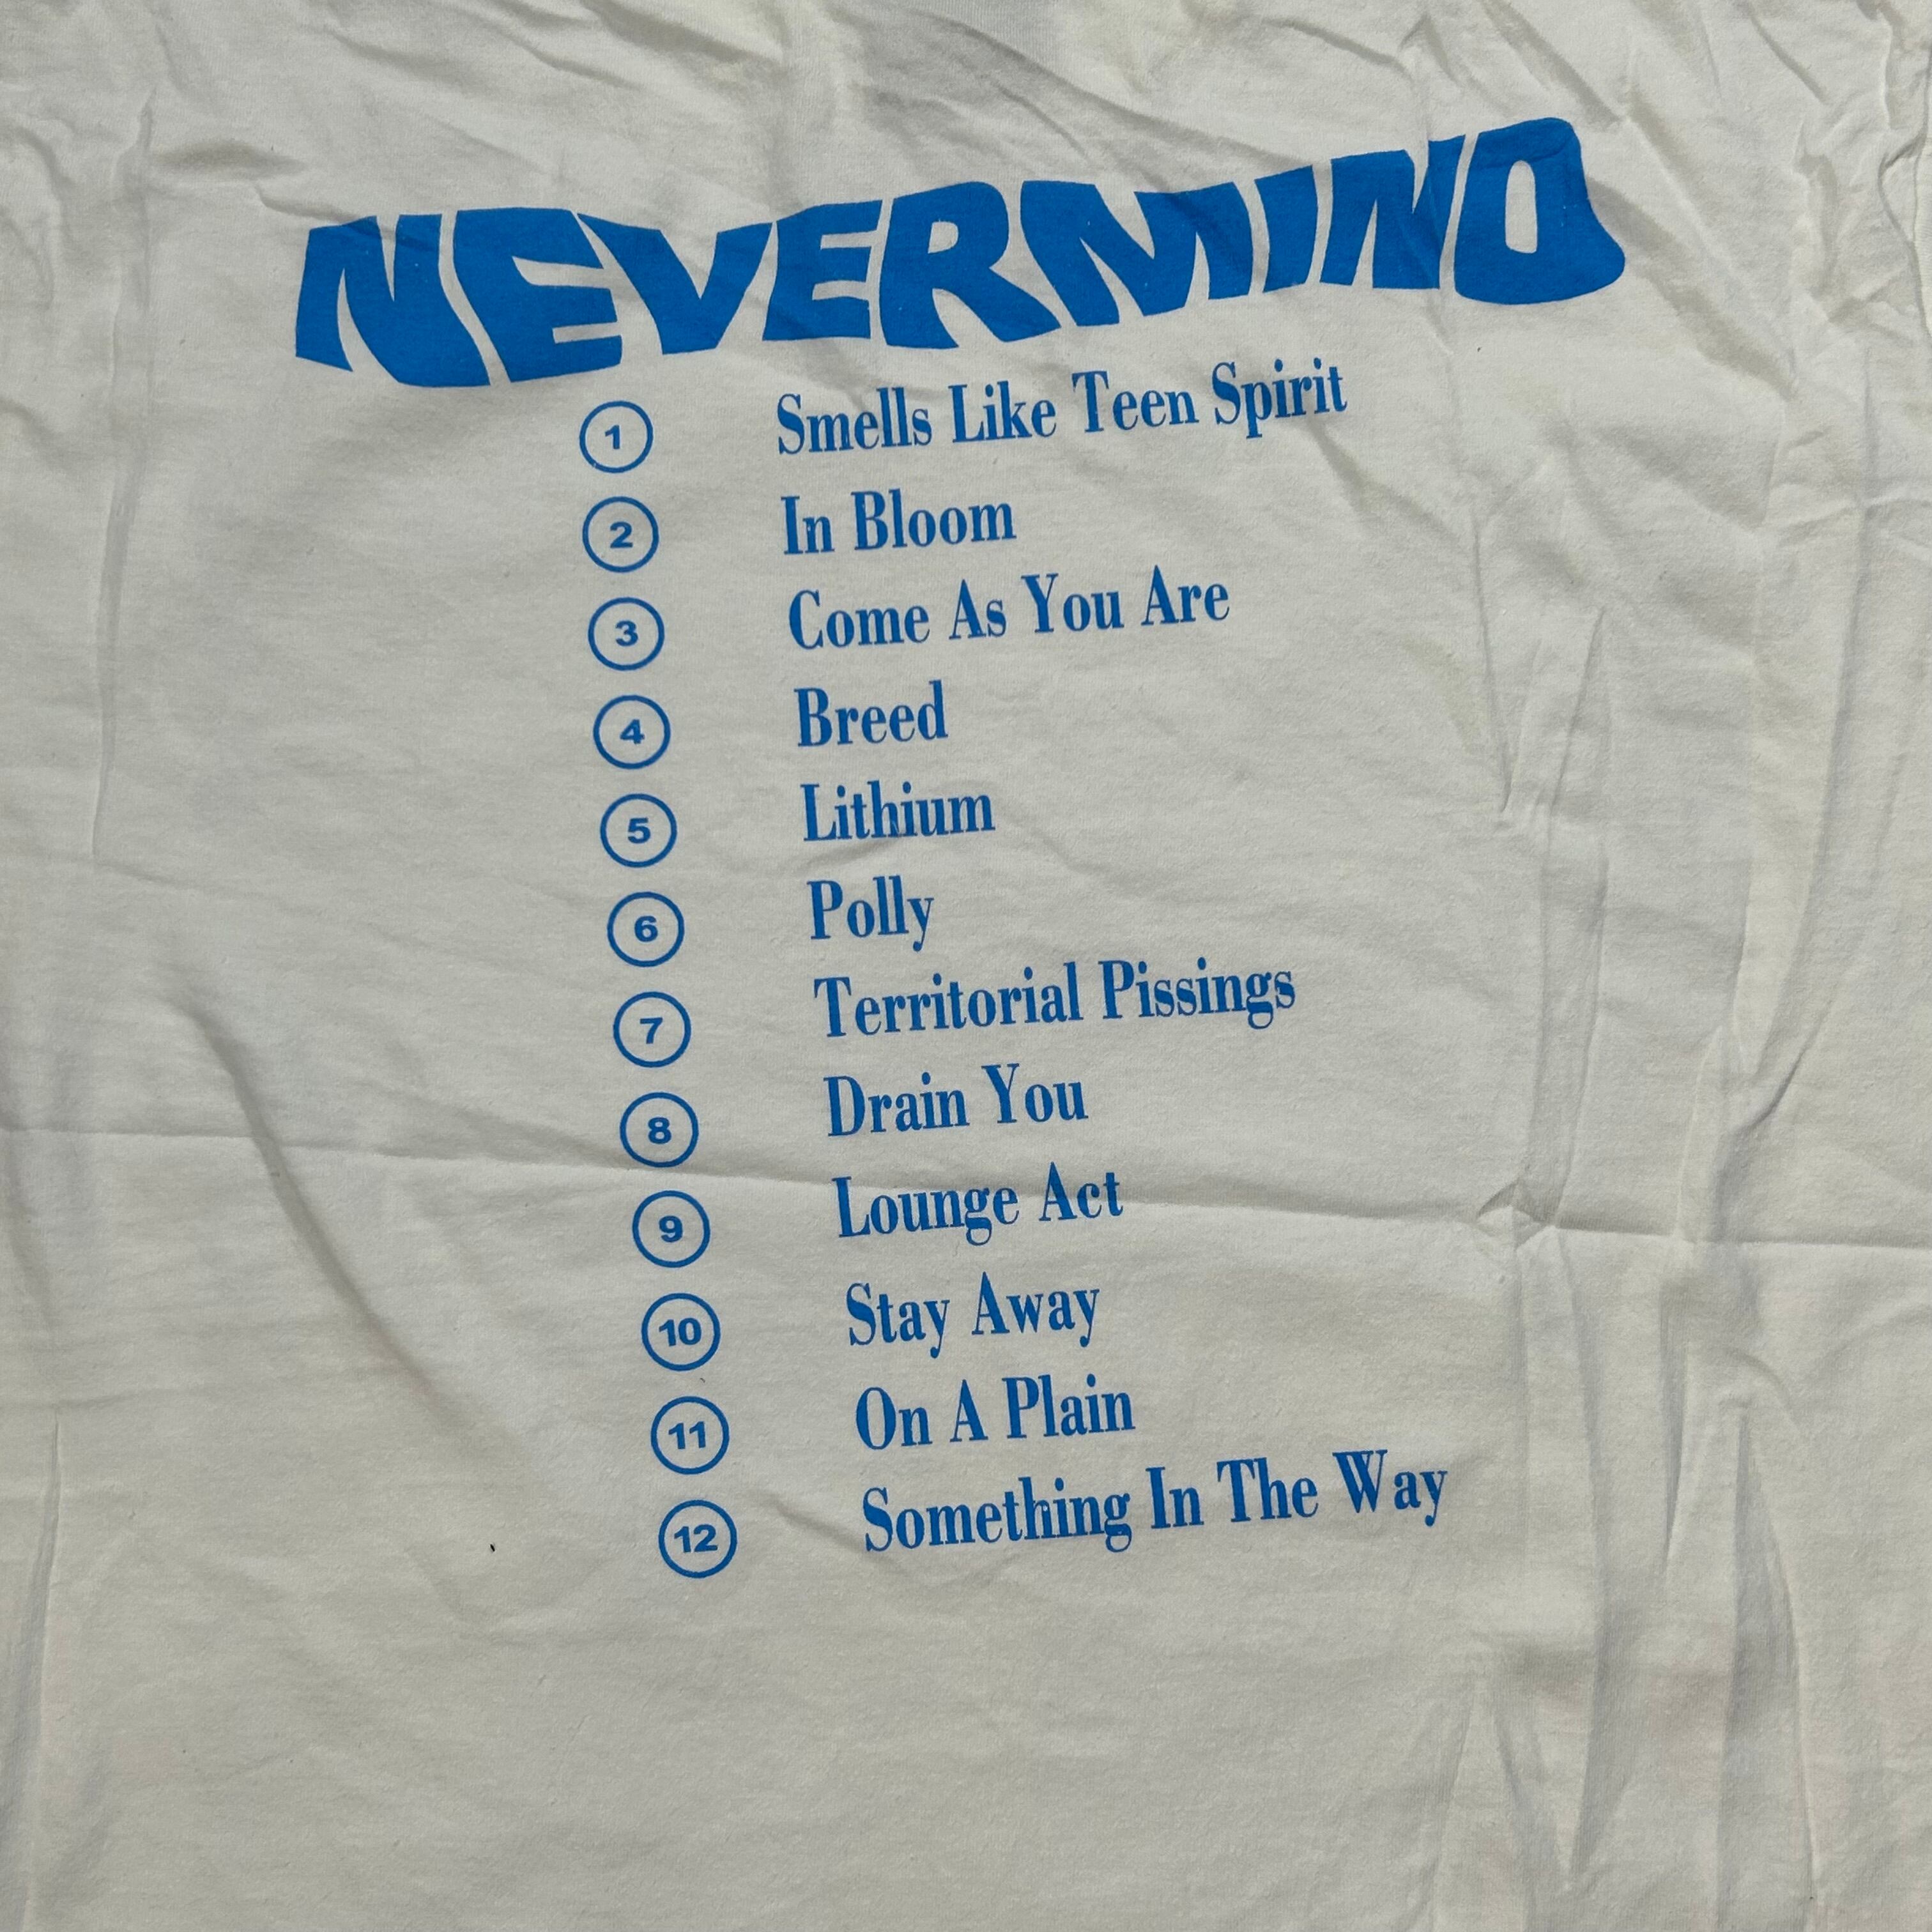 NEVERMIND
1 Smells Like Teen Spirit
2 In Bloom
3 Come As You Are
4 Breed
5 Lithium
6 Polly
7 Territorial Pissings
8 Drain You
9 Lounge Act
10 Stay Away
11 On A Plain
12 Something In The Way